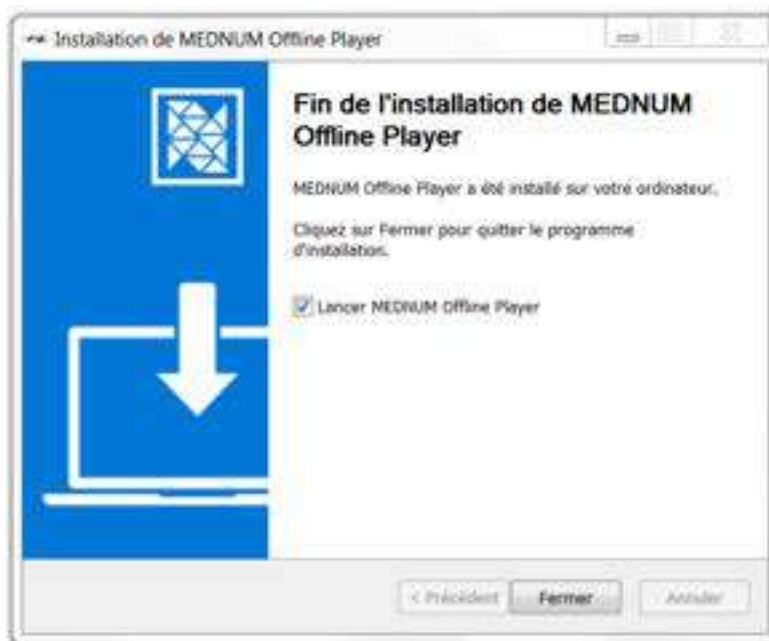 Installation de MEDNUM Offline Player
Fin de l'installation de MEDNUM
Offline Player
MEDNUM Offline Player a été installé sur votre ordinateur.
Cliquez sur Fermer pour quitter le programme
d'installation.
Lancer MEDNUM Offline Player
< Précédent Fermer Annuler